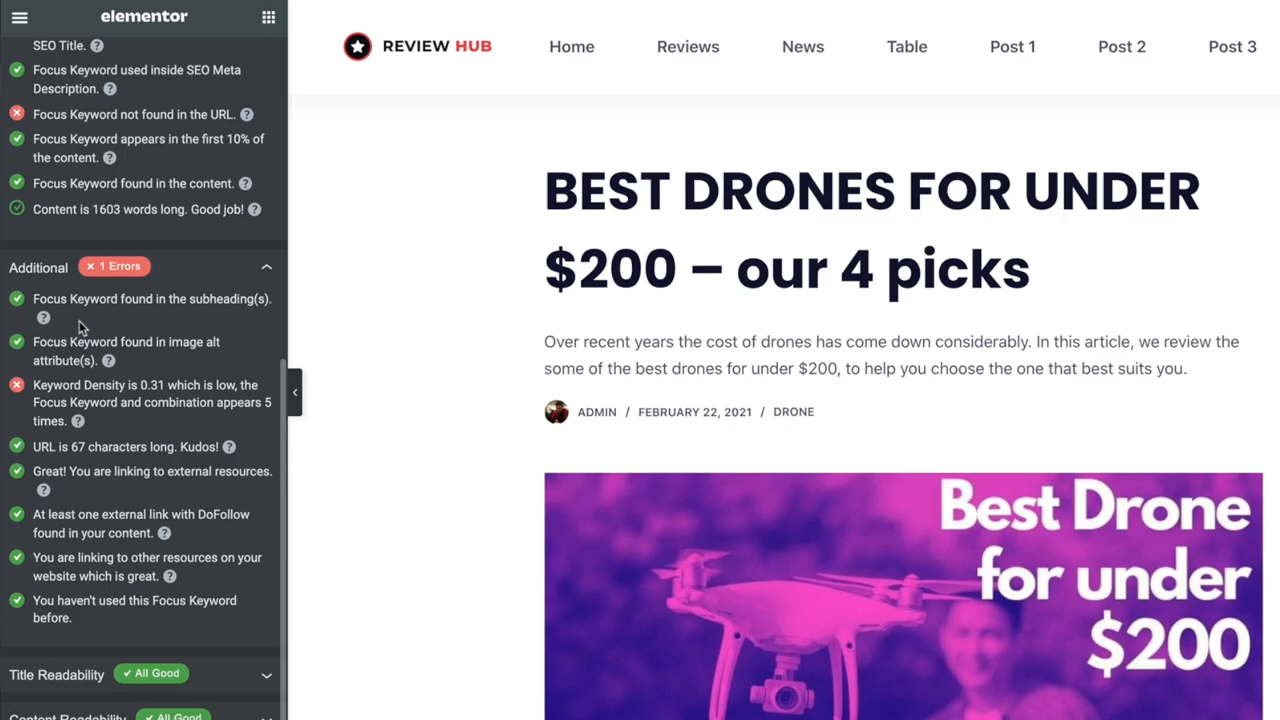 elementor
SEO Title.
Focus Keyword used inside SEO Meta
Description.
Focus Keyword not found in the URL.
Focus Keyword appears in the first 10% of
the content.
Focus Keyword found in the content.
Content is 1603 words long. Good job!
Additional
1 Errors
Focus Keyword found in the subheading(s).
Focus Keyword found in image alt
attribute(s).
Keyword Density is 0.31 which is low, the
Focus Keyword and combination appears 5
times.
URL is 67 characters long. Kudos!
Great! You are linking to external resources.
At least one external link with DoFollow
found in your content.
You are linking to other resources on your
website which is great.
You haven't used this Focus Keyword
before.
Title Readability
All Good
Content Readability
All Good
REVIEW HUB
Home
Reviews
News
Table
Post 1
Post 2
Post 3
BEST DRONES FOR UNDER
$200 – our 4 picks
Over recent years the cost of drones has come down considerably. In this article, we review the
some of the best drones for under $200, to help you choose the one that best suits you.
ADMIN / FEBRUARY 22, 2021 / DRONE
Best Drone
for under
$200